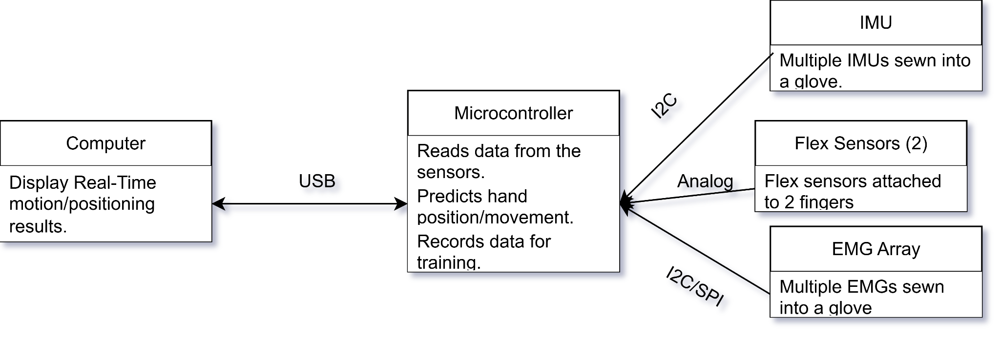 Computer
Display Real-Time
motion/positioning
results.
USB
Microcontroller
Reads data from the
sensors.
Predicts hand
position/movement.
Records data for
training.
I2C
Analog
I2C/SPI
IMU
Multiple IMUs sewn into
a glove.
Flex Sensors (2)
Flex sensors attached
to 2 fingers
EMG Array
Multiple EMGs sewn
into a glove